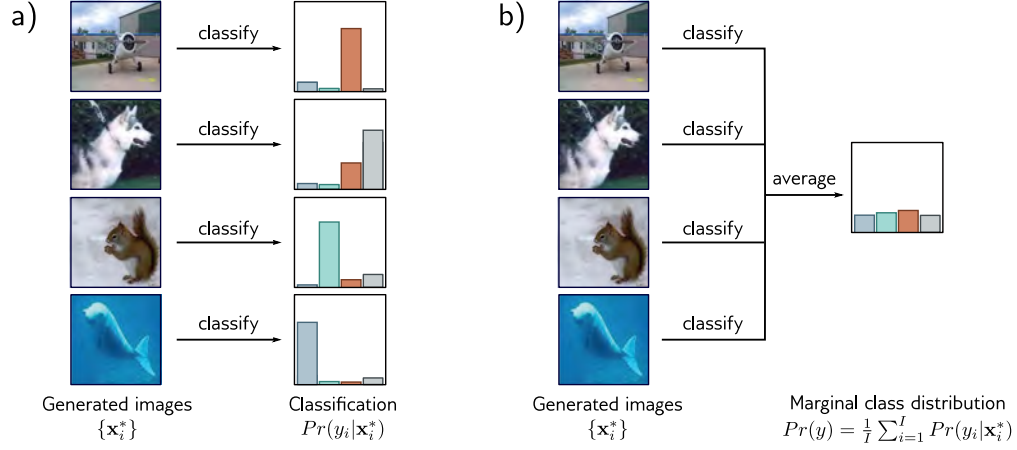 a)
classify
classify
classify
classify
Generated images
{x*_i}
Classification
Pr(y_i|x*_i)
b)
classify
classify
classify
classify
average
Generated images
{x*_i}
Marginal class distribution
Pr(y) = 1/I ∑_{i=1}^{I} Pr(y_i|x*_i)